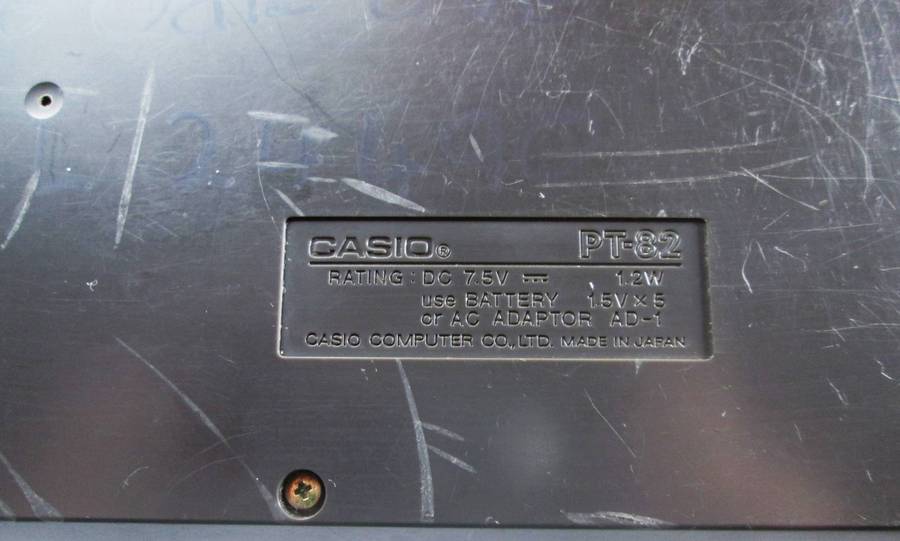 CASIO® PT-82
RATING : DC 7.5V ⎓ 1.2W
use BATTERY 1.5V × 5
or AC ADAPTOR AD-1
CASIO COMPUTER CO., LTD. MADE IN JAPAN